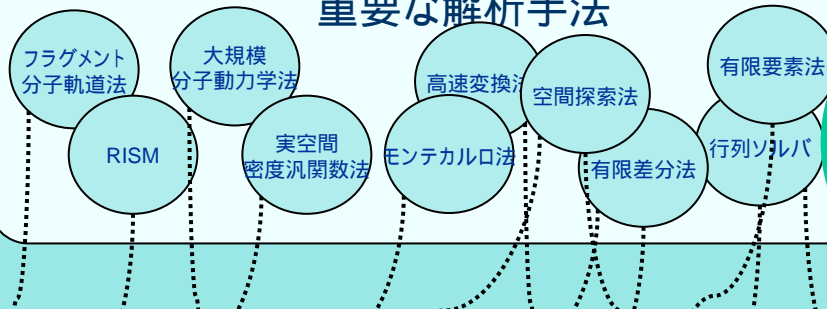 重要な解析手法
フラグメント
分子軌道法
大規模
分子動力学法
高速変換法
空間探索法
有限要素法
RISM
実空間
密度汎関数法
モンテカルロ法
有限差分法
行列ソルバ